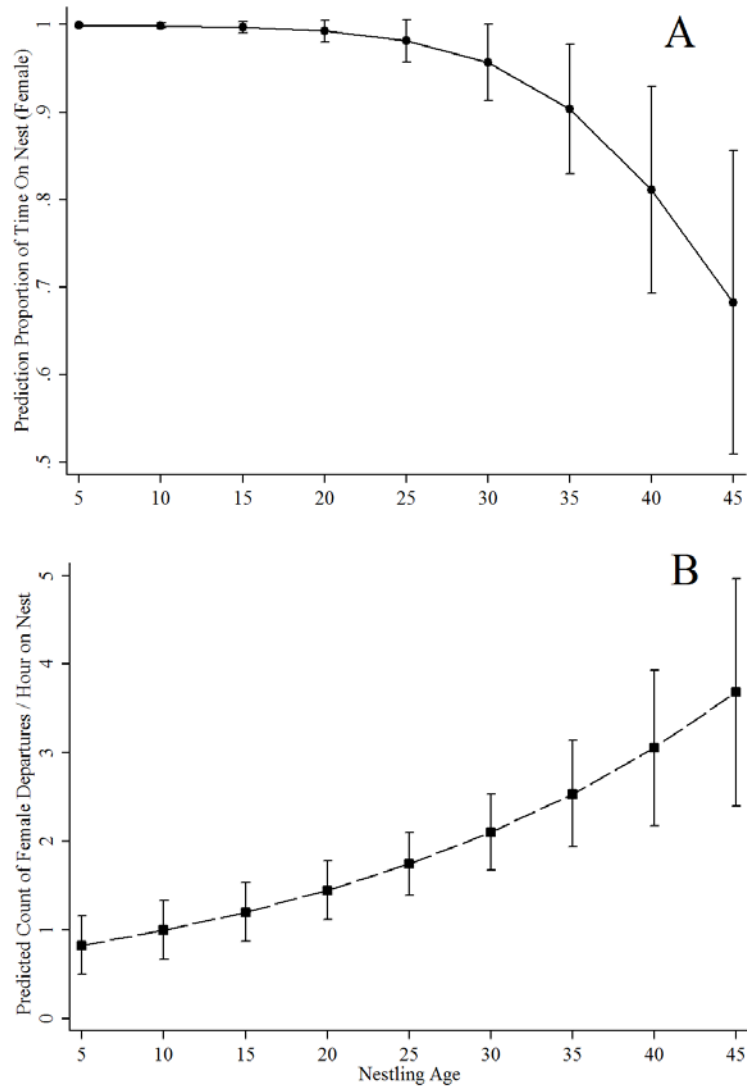 A
Prediction Proportion of Time On Nest (Female)
1
.9
.8
.7
.6
.5
5 10 15 20 25 30 35 40 45
B
Predicted Count of Female Departures / Hour on Nest
5
4
3
2
1
0
5 10 15 20 25 30 35 40 45
Nestling Age